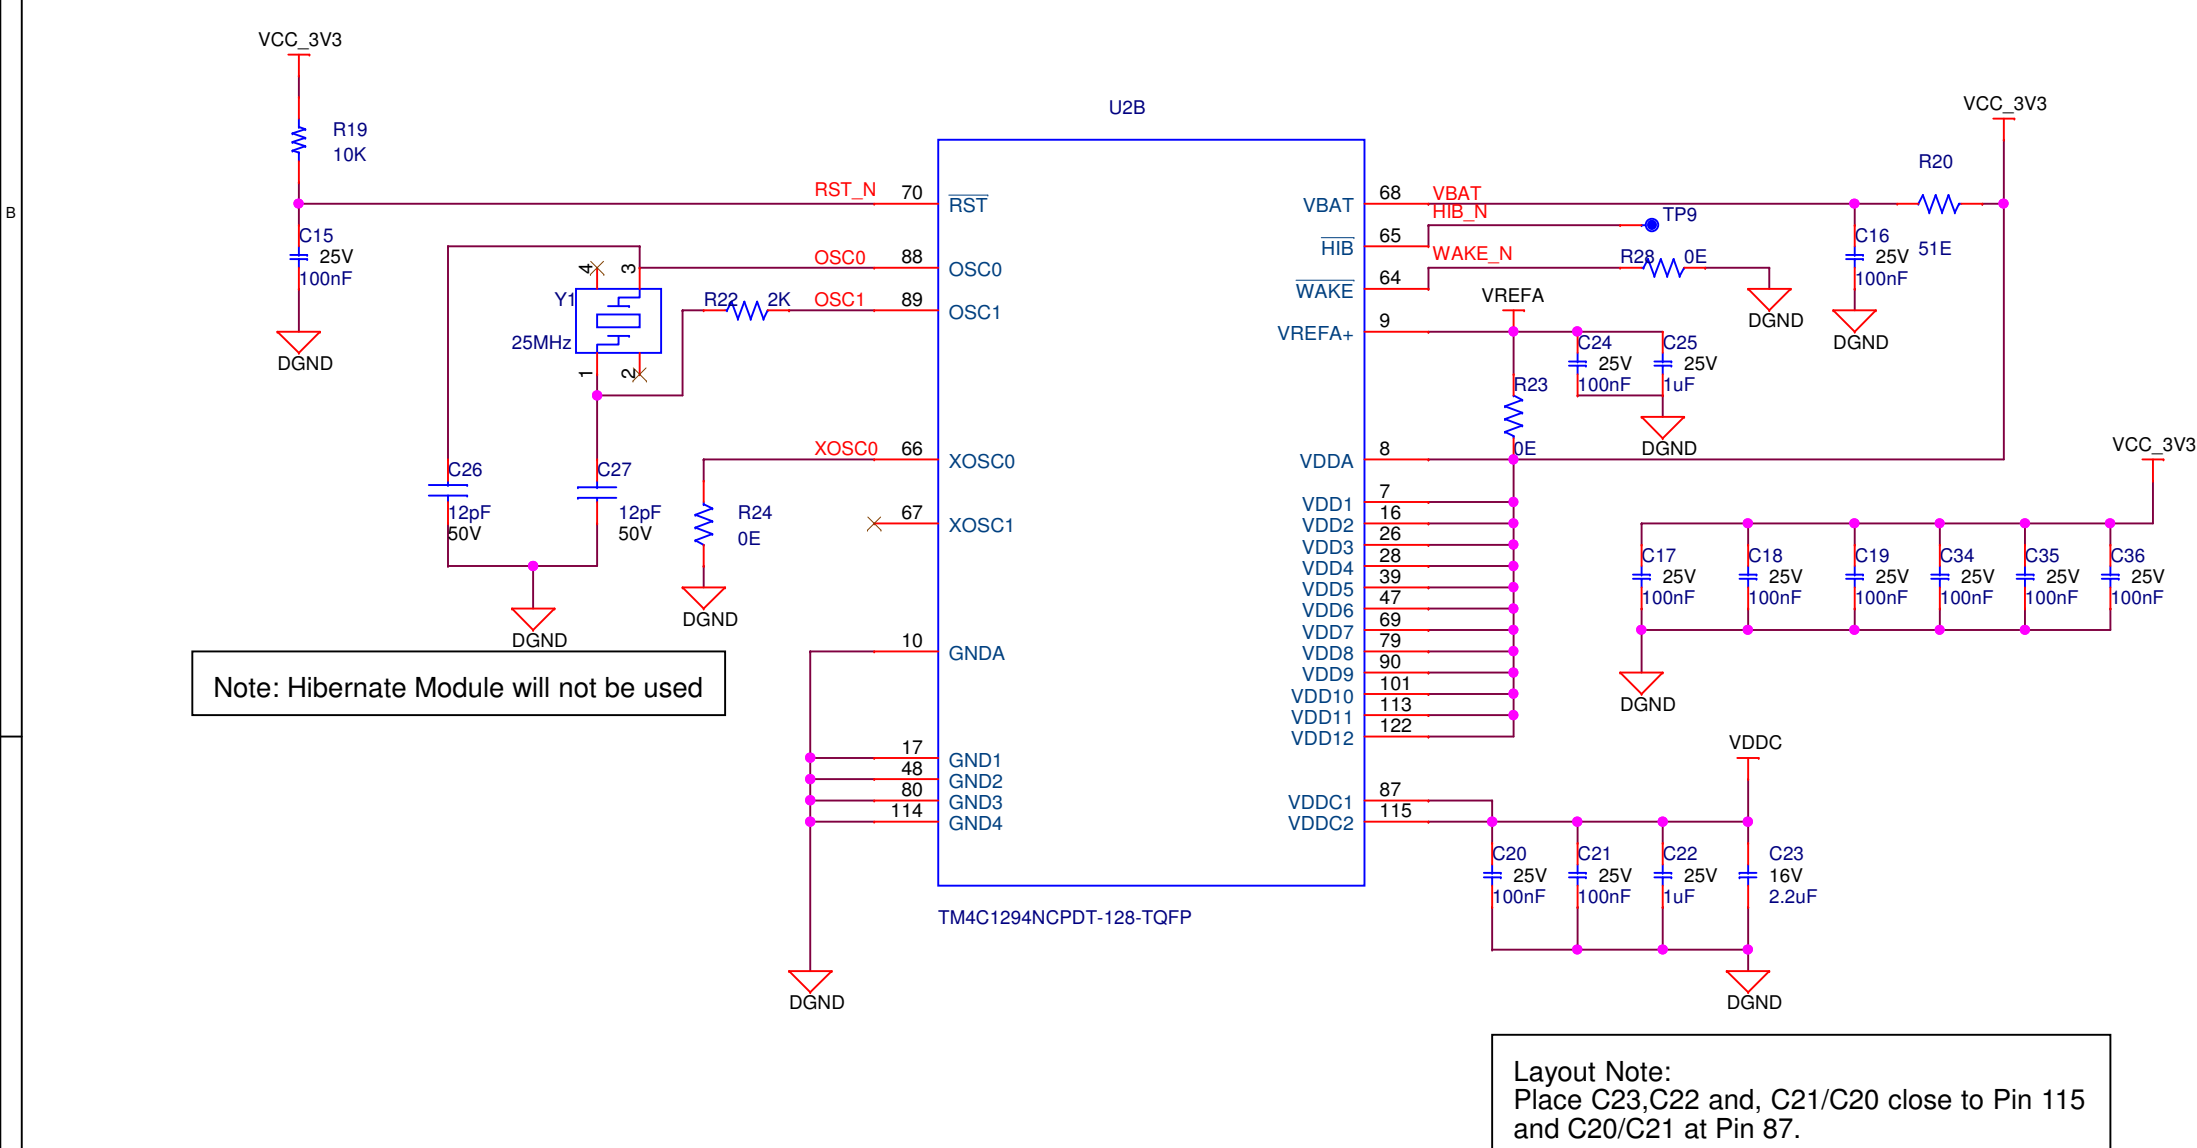 B
VCC_3V3
R19
10K
C15
25V
100nF
DGND
RST_N
70
RST
OSC0
88
OSC0
4
3
Y1
25MHz
1
2
R22
2K
OSC1
89
OSC1
C26
12pF
50V
C27
12pF
50V
DGND
XOSC0
66
XOSC0
R24
0E
DGND
67
XOSC1
Note: Hibernate Module will not be used
10
GNDA
17
GND1
48
GND2
80
GND3
114
GND4
DGND
U2B
TM4C1294NCPDT-128-TQFP
VBAT
68
VBAT
HIB
65
HIB_N
TP9
WAKE
64
WAKE_N
R28
0E
DGND
C16
25V
100nF
DGND
R20
51E
VCC_3V3
VREFA+
9
VREFA
C24
25V
100nF
C25
25V
1uF
DGND
R23
0E
VDDA
8
VDD1
7
VDD2
16
VDD3
26
VDD4
28
VDD5
39
VDD6
47
VDD7
69
VDD8
79
VDD9
90
VDD10
101
VDD11
113
VDD12
122
VCC_3V3
C17
25V
100nF
C18
25V
100nF
C19
25V
100nF
C34
25V
100nF
C35
25V
100nF
C36
25V
100nF
DGND
VDDC
VDDC1
87
VDDC2
115
C20
25V
100nF
C21
25V
100nF
C22
25V
1uF
C23
16V
2.2uF
DGND
Layout Note:
Place C23,C22 and, C21/C20 close to Pin 115
and C20/C21 at Pin 87.